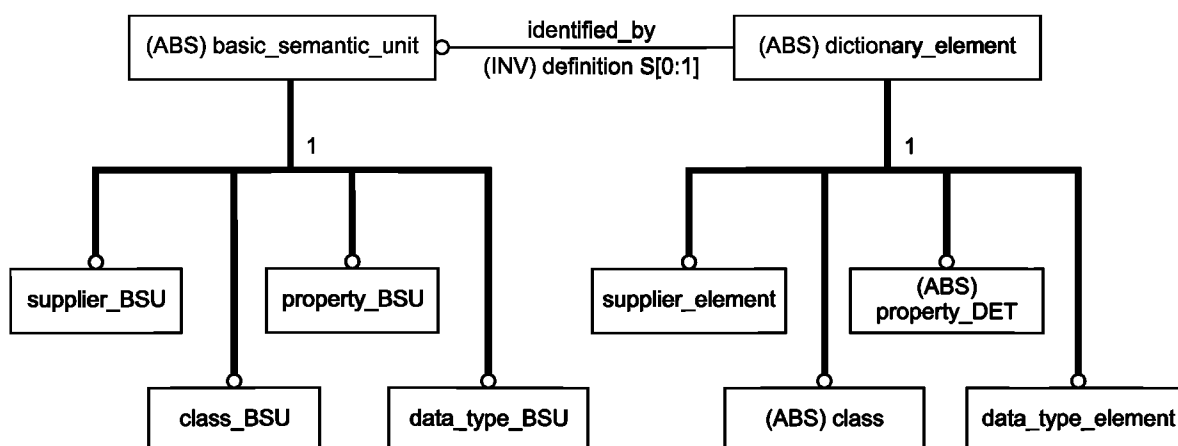 (ABS) basic_semantic_unit
identified_by
(INV) definition S[0:1]
(ABS) dictionary_element
1
1
supplier_BSU
property_BSU
supplier_element
(ABS)
property_DET
class_BSU
data_type_BSU
(ABS) class
data_type_element